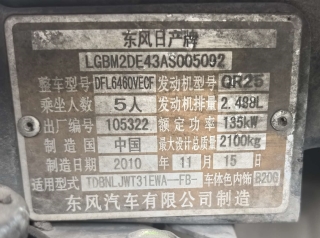 东风日产牌
LGBM2DE43AS005092
整车型号 DFL6460VECF 发动机型号 QR25
乘坐人数 5人 发动机排量 2.488L
出厂编号 105322 额定功率 135kW
制造国 中国 最大设计总质量 2100kg
制造日期 2010 年 11 月 15 日
适用型式 TDBNLJWT31EWA--FB- 车体色内饰 B20G
东风汽车有限公司制造